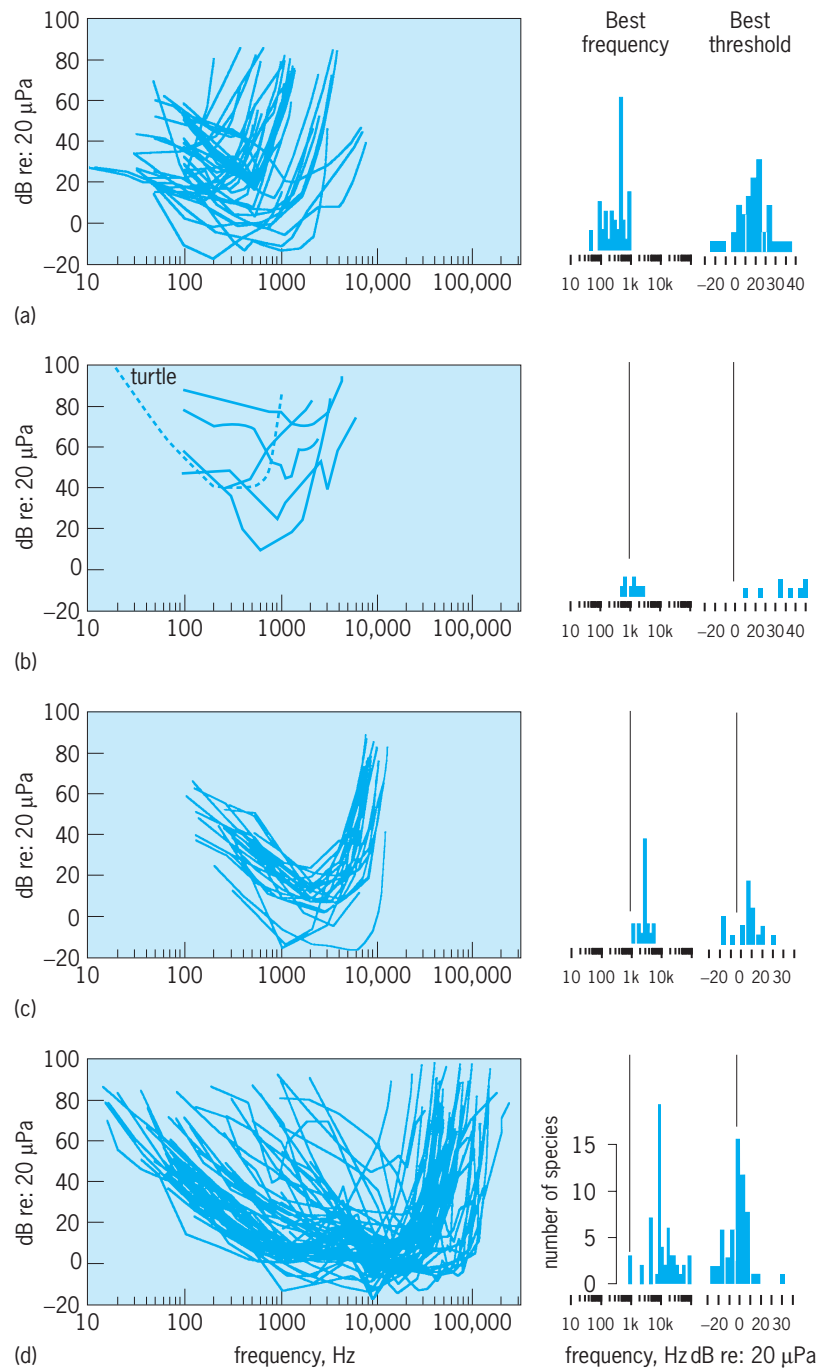 Best frequency
Best threshold
dB re: 20 µPa
100
80
60
40
20
0
−20
10 100 1000 10,000 100,000
10 100 1k 10k
−20 0 20 30 40
(a)
dB re: 20 µPa
100
80
60
40
20
0
−20
turtle
10 100 1000 10,000 100,000
10 100 1k 10k
−20 0 20 30 40
(b)
dB re: 20 µPa
100
80
60
40
20
0
−20
10 100 1000 10,000 100,000
10 100 1k 10k
−20 0 20 30
(c)
dB re: 20 µPa
100
80
60
40
20
0
−20
10 100 1000 10,000 100,000
number of species
15
10
5
0
10 100 1k 10k
−20 0 20 30 40
(d)
frequency, Hz
frequency, Hz
dB re: 20 µPa